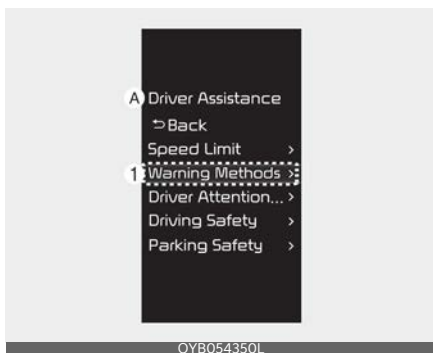 A Driver Assistance
⮌Back
Speed Limit >
1 Warning Methods >
Driver Attention... >
Driving Safety >
Parking Safety >
OYB054350L